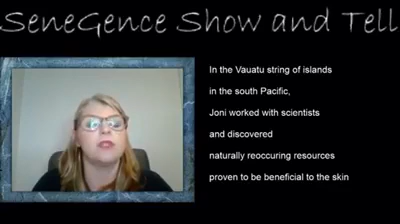 SeneGence Show and Tell
In the Vauatu string of islands
in the south Pacific,
Joni worked with scientists
and discovered
naturally reoccuring resources
proven to be beneficial to the skin